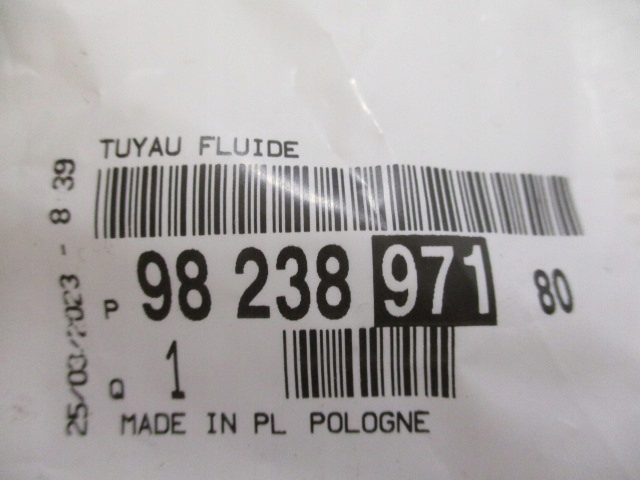 TUYAU FLUIDE
P 98 238 971 80
Q 1
MADE IN PL POLOGNE
25/03/2023 - 8 39